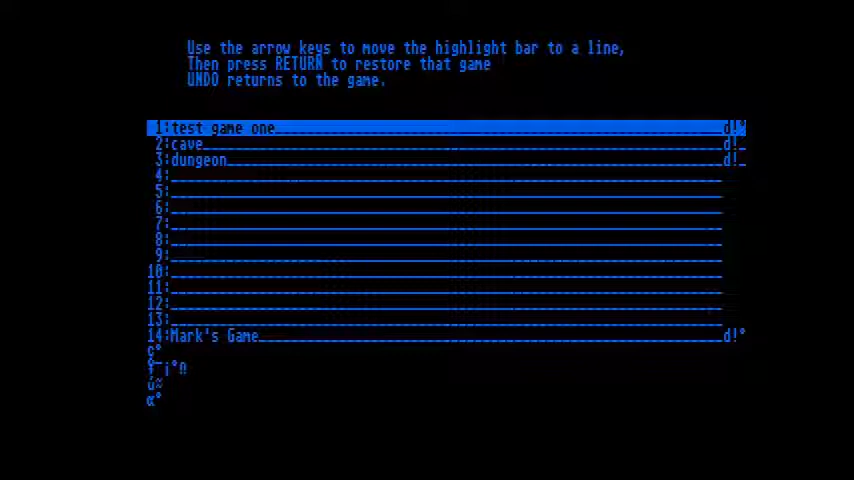 Use the arrow keys to move the highlight bar to a line,
Then press RETURN to restore that game
UNDO returns to the game.
1:test game one d!
2:cave d!_
3:dungeon d!_
4:
5:
6:
7:
8:
9:
10:
11:
12:
13:
14:Mark's Game d!°